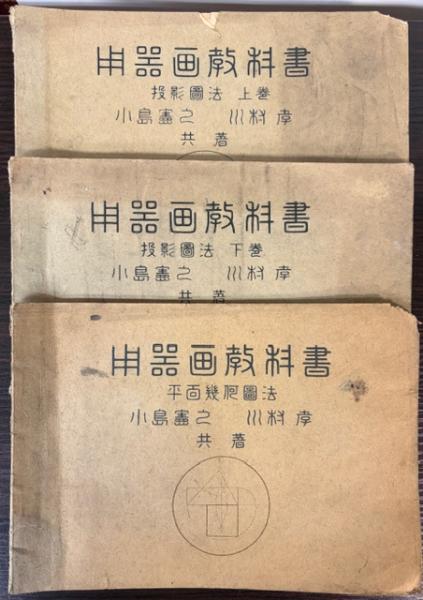 用器画教科書
投影圖法 上巻
小島憲之 川村孝
共著
用器画教科書
投影圖法 下巻
小島憲之 川村孝
共著
用器画教科書
平面幾何圖法
小島憲之 川村孝
共著